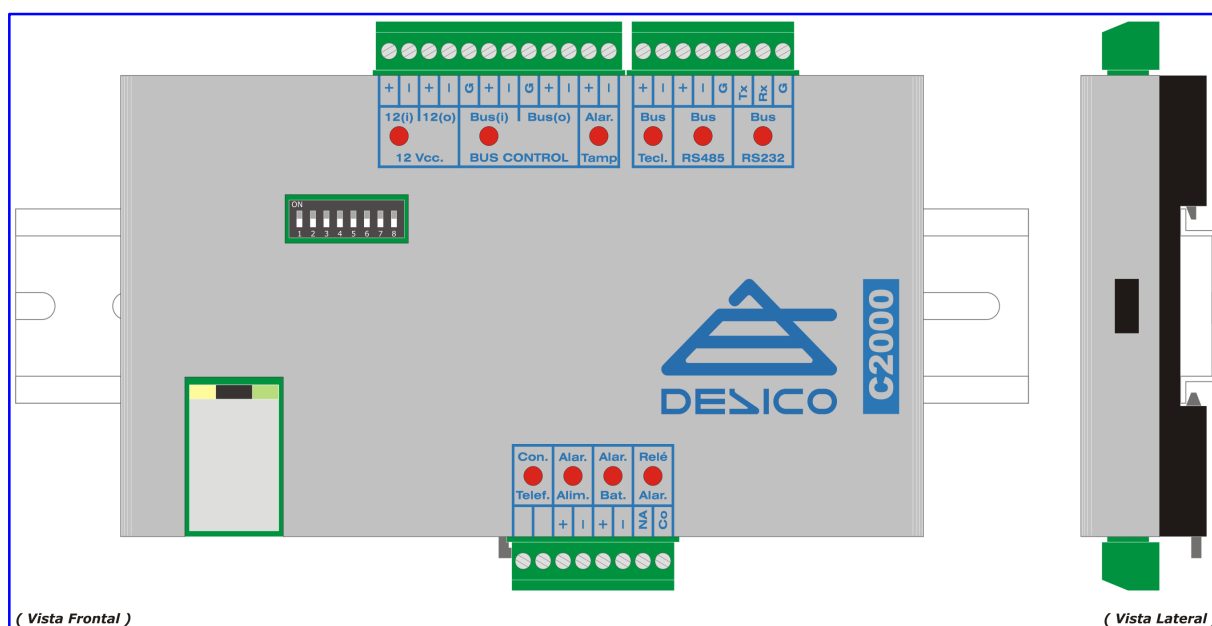 + − + − G + − G + − + −
+ − + − G Tx Rx G
12(i) 12(o) Bus(i) Bus(o) Alar.
Bus Bus Bus
12 Vcc. BUS CONTROL Tamp
Tecl. RS485 RS232
ON
1 2 3 4 5 6 7 8
C2000
DESICO
Con. Alar. Alar. Relé
Telef. Alim. Bat. Alar.
+ − + − NA Co
( Vista Frontal )
( Vista Lateral )